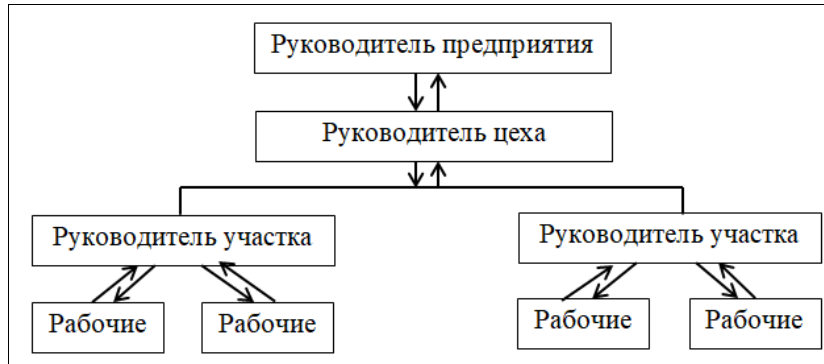 Руководитель предприятия
Руководитель цеха
Руководитель участка
Руководитель участка
Рабочие
Рабочие
Рабочие
Рабочие